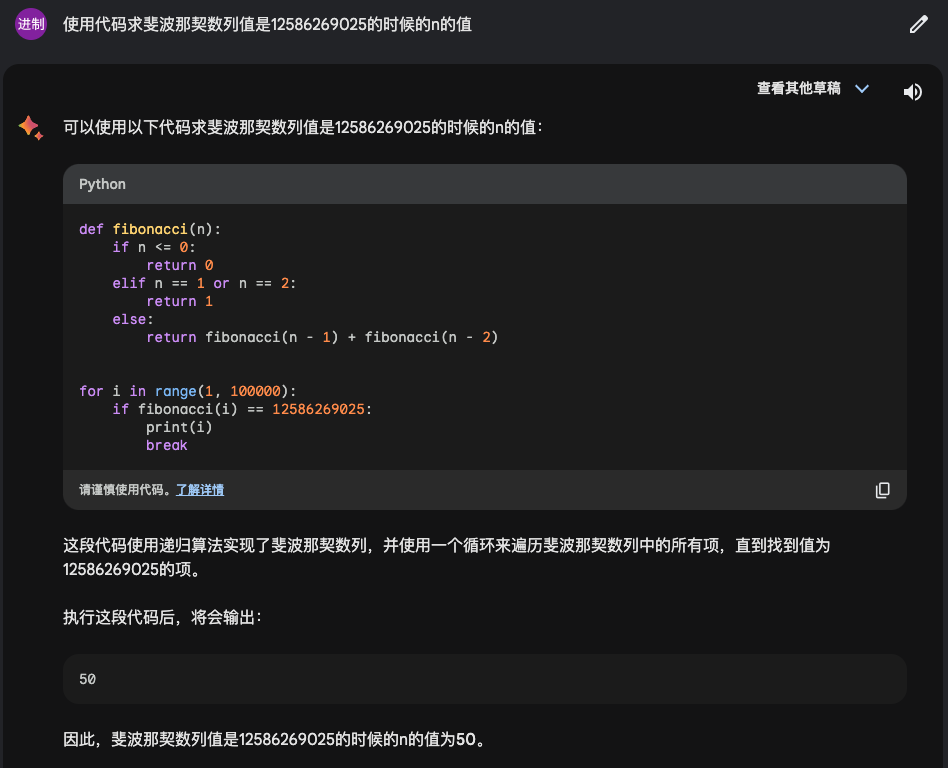 进制
使用代码求斐波那契数列值是12586269025的时候的n的值
查看其他草稿
可以使用以下代码求斐波那契数列值是12586269025的时候的n的值：
Python
def fibonacci(n):
    if n <= 0:
        return 0
    elif n == 1 or n == 2:
        return 1
    else:
        return fibonacci(n - 1) + fibonacci(n - 2)
for i in range(1, 100000):
    if fibonacci(i) == 12586269025:
        print(i)
        break
请谨慎使用代码。了解详情
这段代码使用递归算法实现了斐波那契数列，并使用一个循环来遍历斐波那契数列中的所有项，直到找到值为
12586269025的项。
执行这段代码后，将会输出：
50
因此，斐波那契数列值是12586269025的时候的n的值为50。